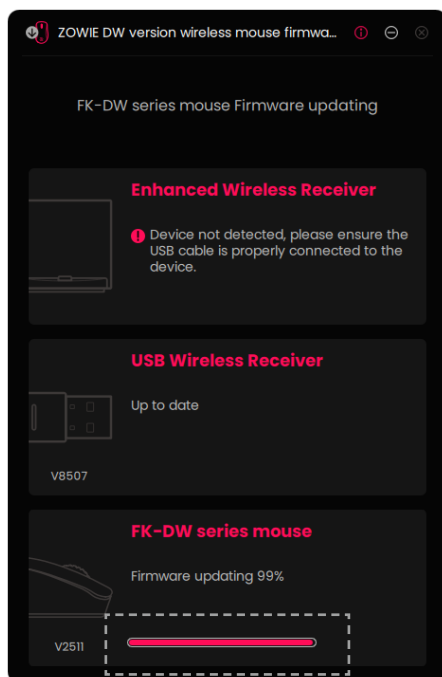 ZOWIE DW version wireless mouse firmwa...
FK-DW series mouse Firmware updating
Enhanced Wireless Receiver
Device not detected, please ensure the
USB cable is properly connected to the
device.
USB Wireless Receiver
Up to date
V8507
FK-DW series mouse
Firmware updating 99%
V2511